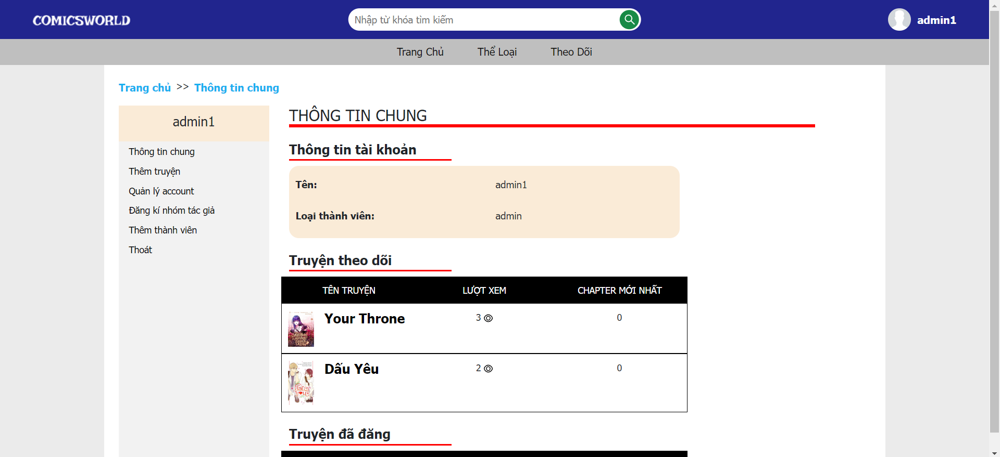 COMICSWORLD
Nhập từ khóa tìm kiếm
admin1
Trang Chủ Thể Loại Theo Dõi
Trang chủ >> Thông tin chung
admin1
Thông tin chung
Thêm truyện
Quản lý account
Đăng kí nhóm tác giả
Thêm thành viên
Thoát
THÔNG TIN CHUNG
Thông tin tài khoản
Tên: admin1
Loại thành viên: admin
Truyện theo dõi
TÊN TRUYỆN LƯỢT XEM CHAPTER MỚI NHẤT
Your Throne 3 0
Dấu Yêu 2 0
Truyện đã đăng